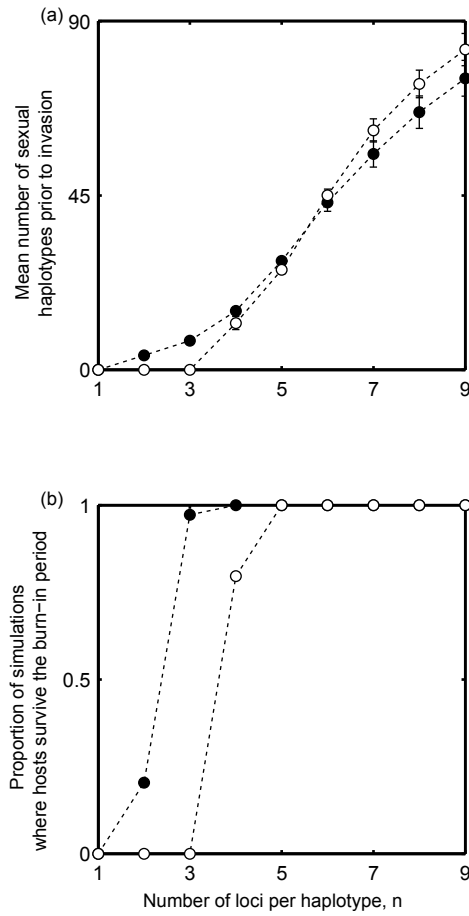 (a)
90
45
0
Mean number of sexual
haplotypes prior to invasion
1 3 5 7 9
(b)
1
0.5
0
Proportion of simulations
where hosts survive the burn−in period
1 3 5 7 9
Number of loci per haplotype, n